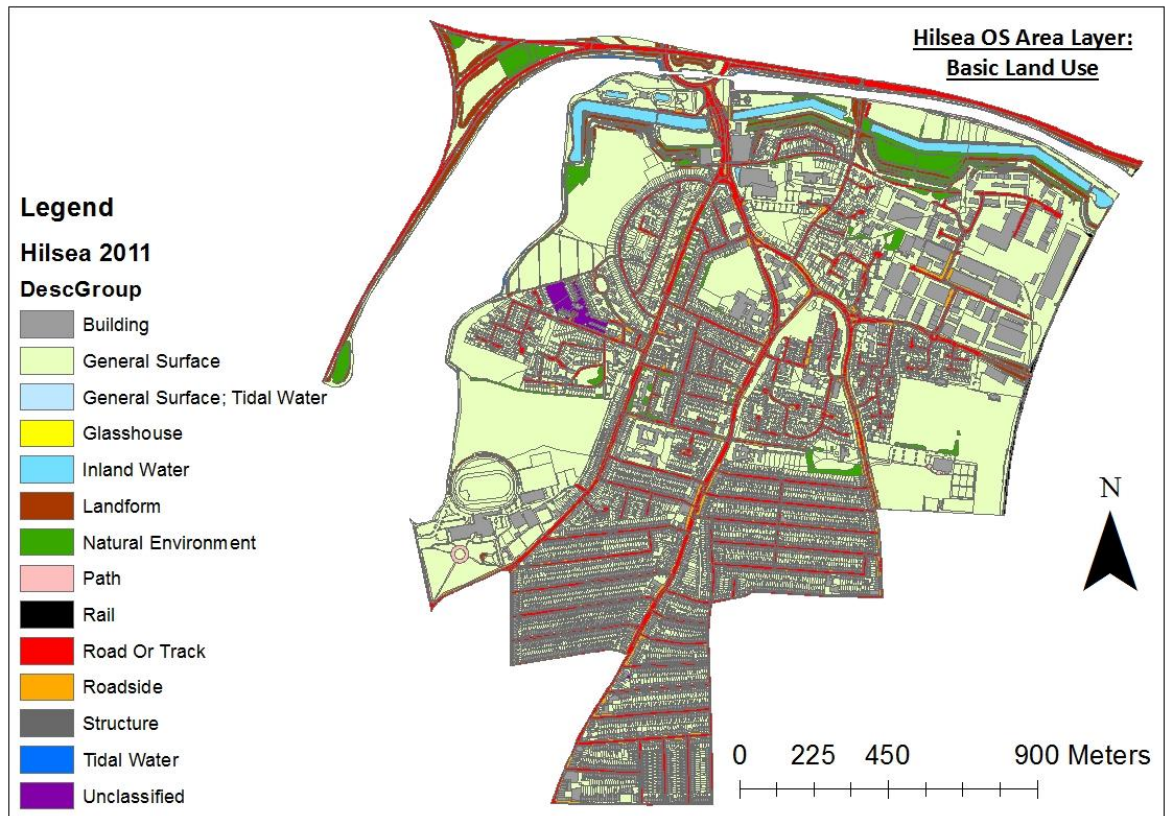 Hilsea OS Area Layer:
Basic Land Use
Legend
Hilsea 2011
DescGroup
Building
General Surface
General Surface; Tidal Water
Glasshouse
Inland Water
Landform
Natural Environment
Path
Rail
Road Or Track
Roadside
Structure
Tidal Water
Unclassified
N
0 225 450 900 Meters